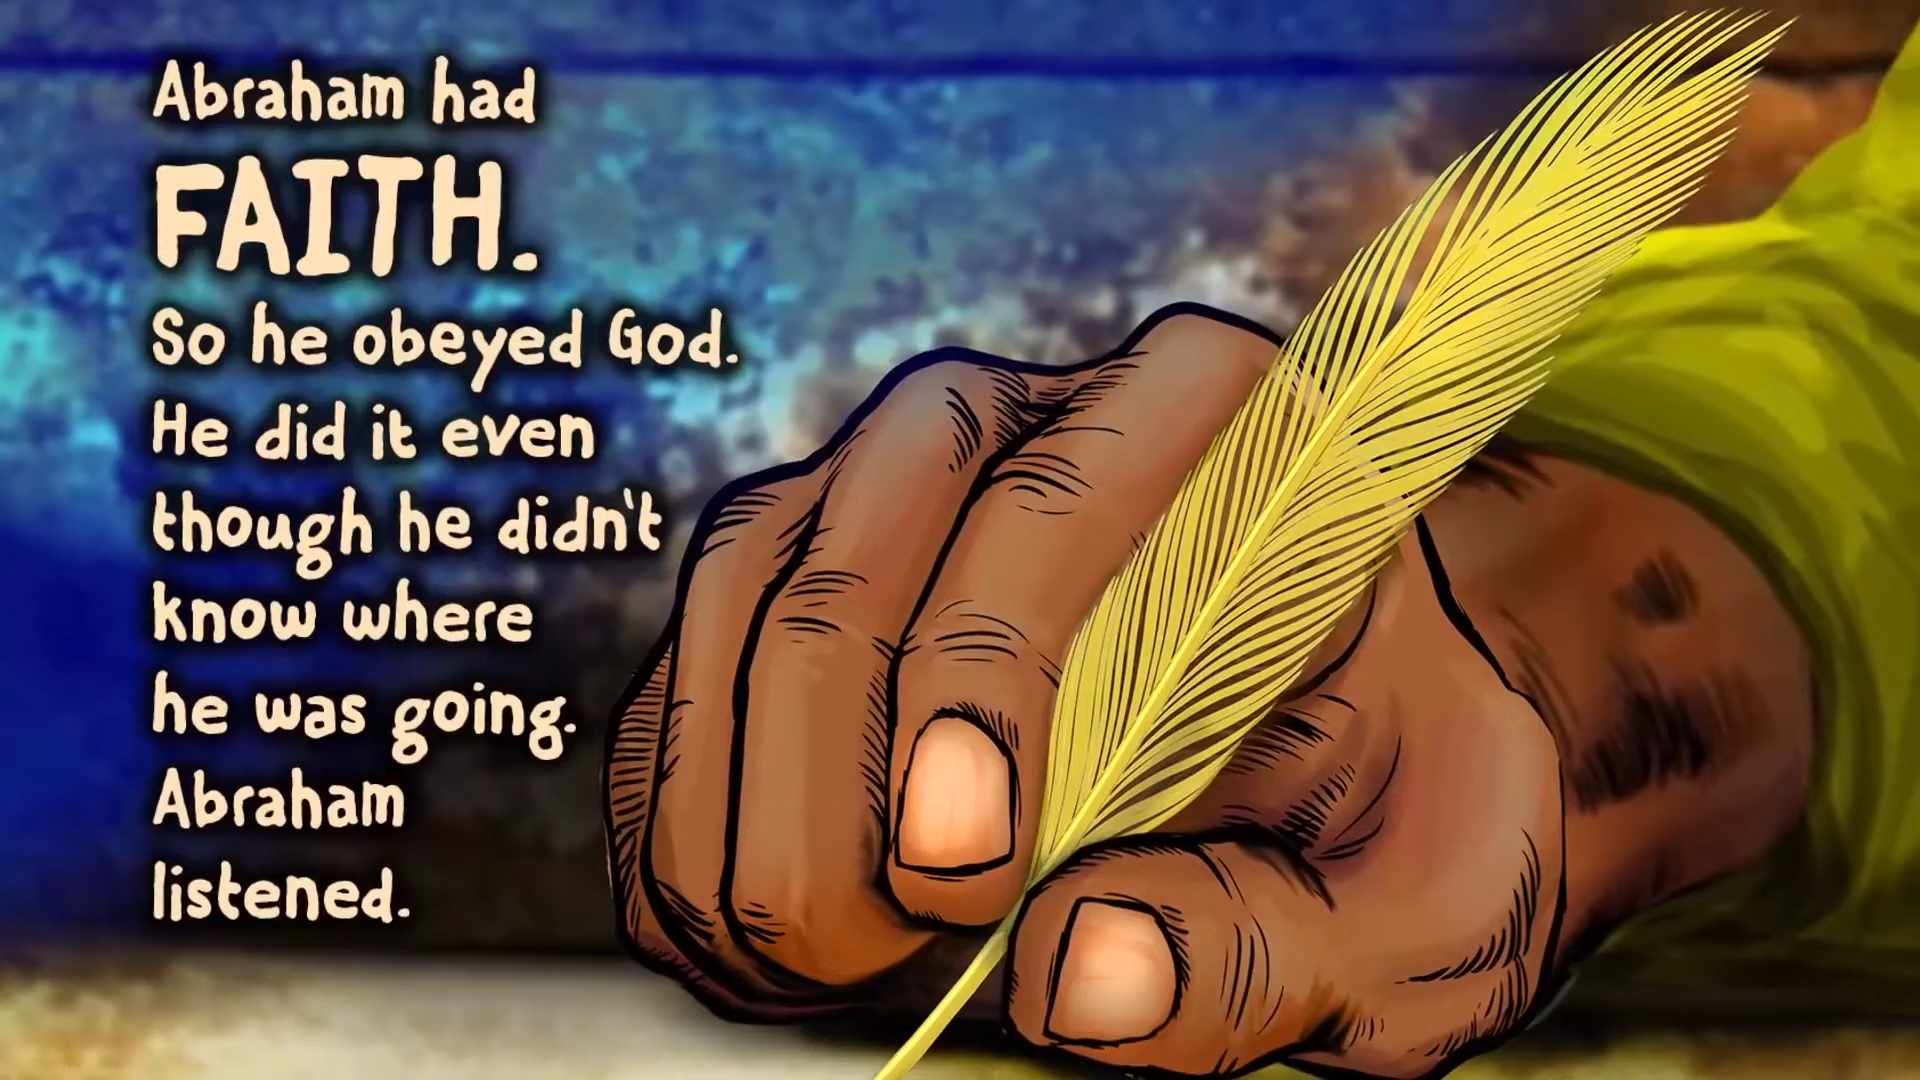 Abraham had
FAITH.
So he obeyed God.
He did it even
though he didn't
know where
he was going.
Abraham
listened.